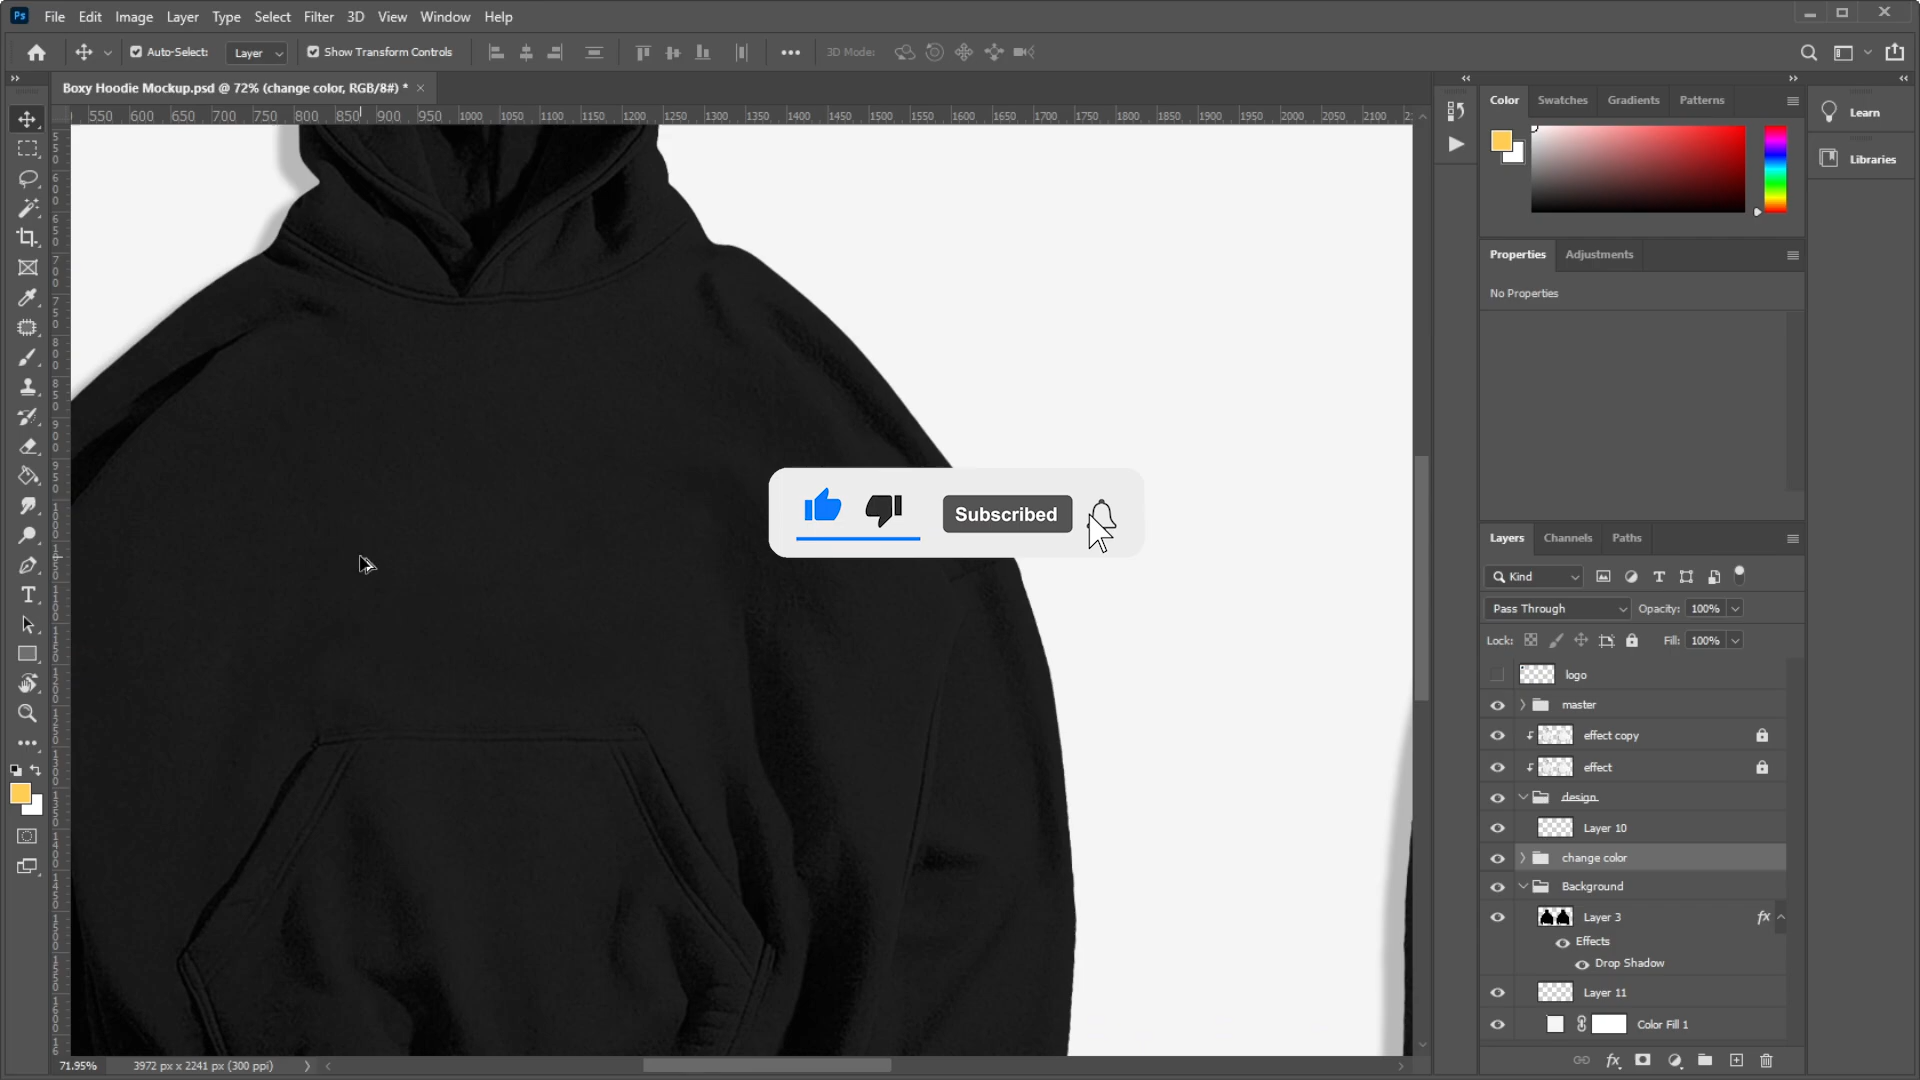 Ps File Edit Image Layer Type Select Filter 3D View Window Help
Auto-Select: Layer Show Transform Controls 3D Mode:
Boxy Hoodie Mockup.psd @ 72% (change color, RGB/8#) *
550 600 650 700 750 800 850 900 950 1000 1050 1100 1150 1200 1250 1300 1350 1400 1450 1500 1550 1600 1650 1700 1750 1800 1850 1900 1950 2000 2050 2100
Color Swatches Gradients Patterns
Learn
Libraries
Properties Adjustments
No Properties
Subscribed
Layers Channels Paths
Kind
Pass Through Opacity: 100%
Lock: Fill: 100%
logo
master
effect copy
effect
design
Layer 10
change color
Background
Layer 3 fx
Effects
Drop Shadow
Layer 11
Color Fill 1
71.95% 3972 px x 2241 px (300 ppi)
fx